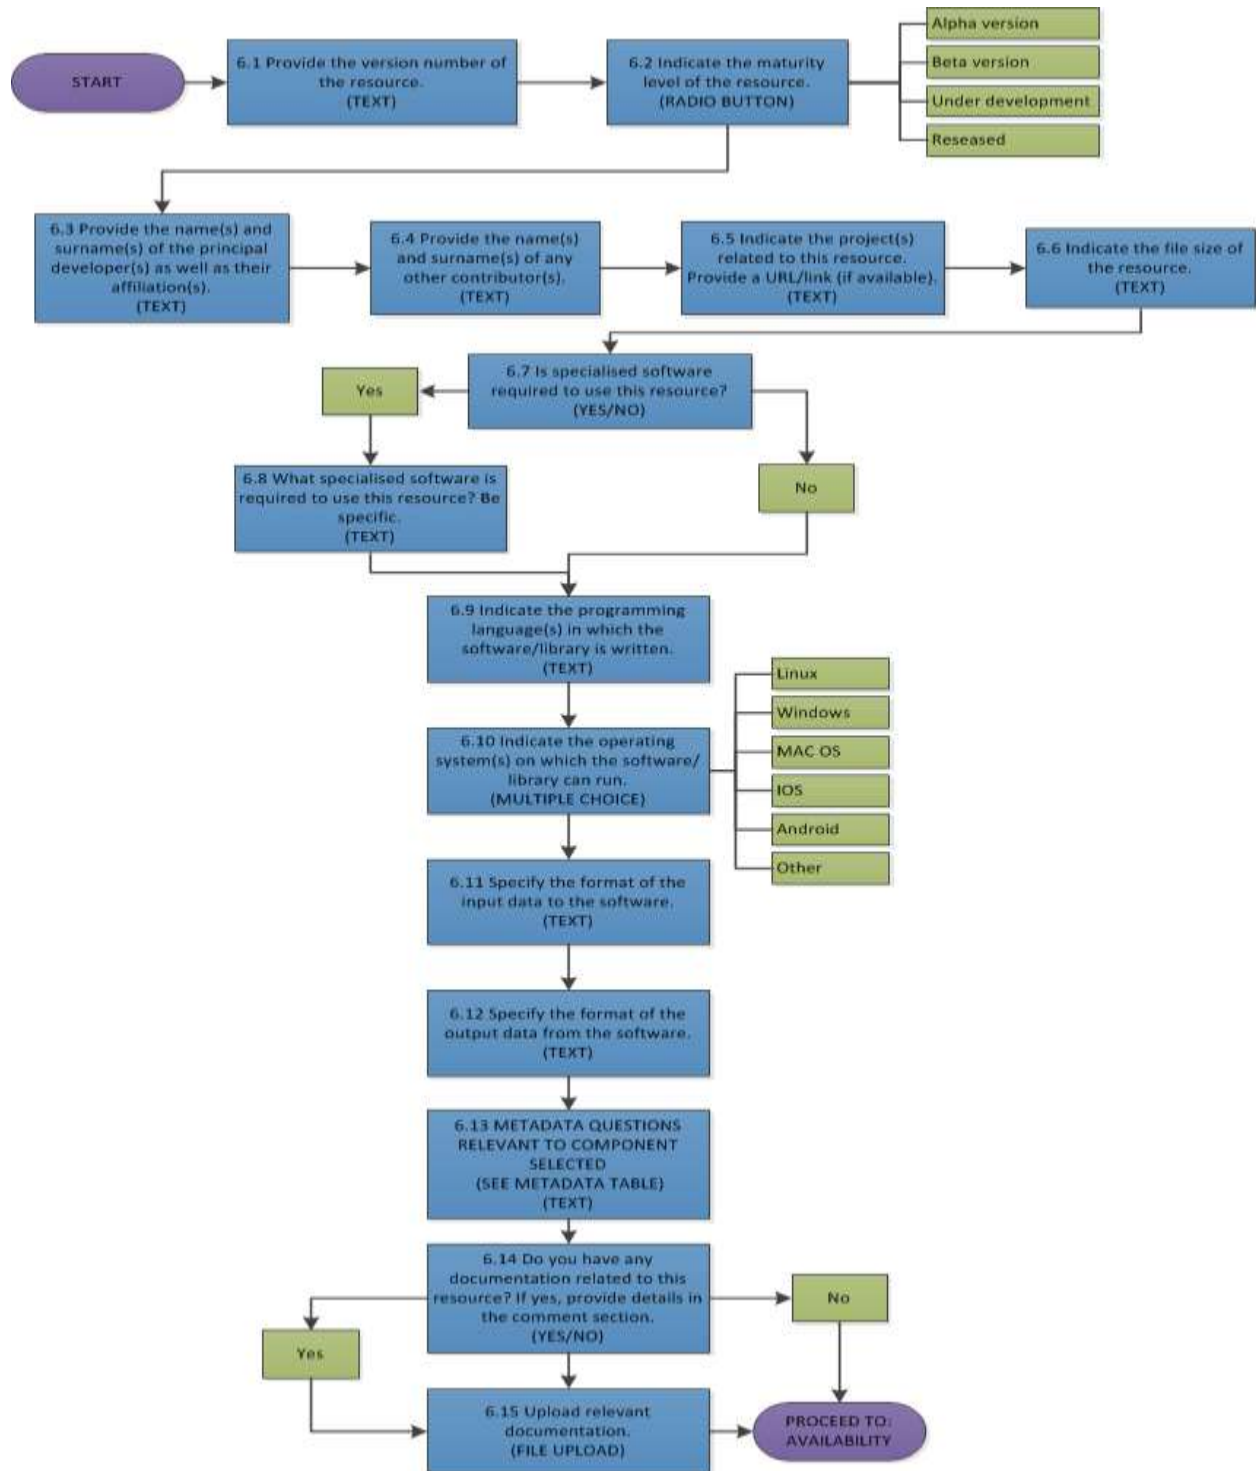 START
6.1 Provide the version number of
the resource.
(TEXT)
6.2 Indicate the maturity
level of the resource.
(RADIO BUTTON)
Alpha version
Beta version
Under development
Reseased
6.3 Provide the name(s) and
surname(s) of the principal
developer(s) as well as their
affiliation(s).
(TEXT)
6.4 Provide the name(s)
and surname(s) of any
other contributor(s).
(TEXT)
6.5 Indicate the project(s)
related to this resource.
Provide a URL/link (if available).
(TEXT)
6.6 Indicate the file size of
the resource.
(TEXT)
6.7 Is specialised software
required to use this resource?
(YES/NO)
Yes
No
6.8 What specialised software is
required to use this resource? Be
specific.
(TEXT)
6.9 Indicate the programming
language(s) in which the
software/library is written.
(TEXT)
6.10 Indicate the operating
system(s) on which the software/
library can run.
(MULTIPLE CHOICE)
Linux
Windows
MAC OS
IOS
Android
Other
6.11 Specify the format of the
input data to the software.
(TEXT)
6.12 Specify the format of the
output data from the software.
(TEXT)
6.13 METADATA QUESTIONS
RELEVANT TO COMPONENT
SELECTED
(SEE METADATA TABLE)
(TEXT)
6.14 Do you have any
documentation related to this
resource? If yes, provide details in
the comment section.
(YES/NO)
No
Yes
6.15 Upload relevant
documentation.
(FILE UPLOAD)
PROCEED TO:
AVAILABILITY